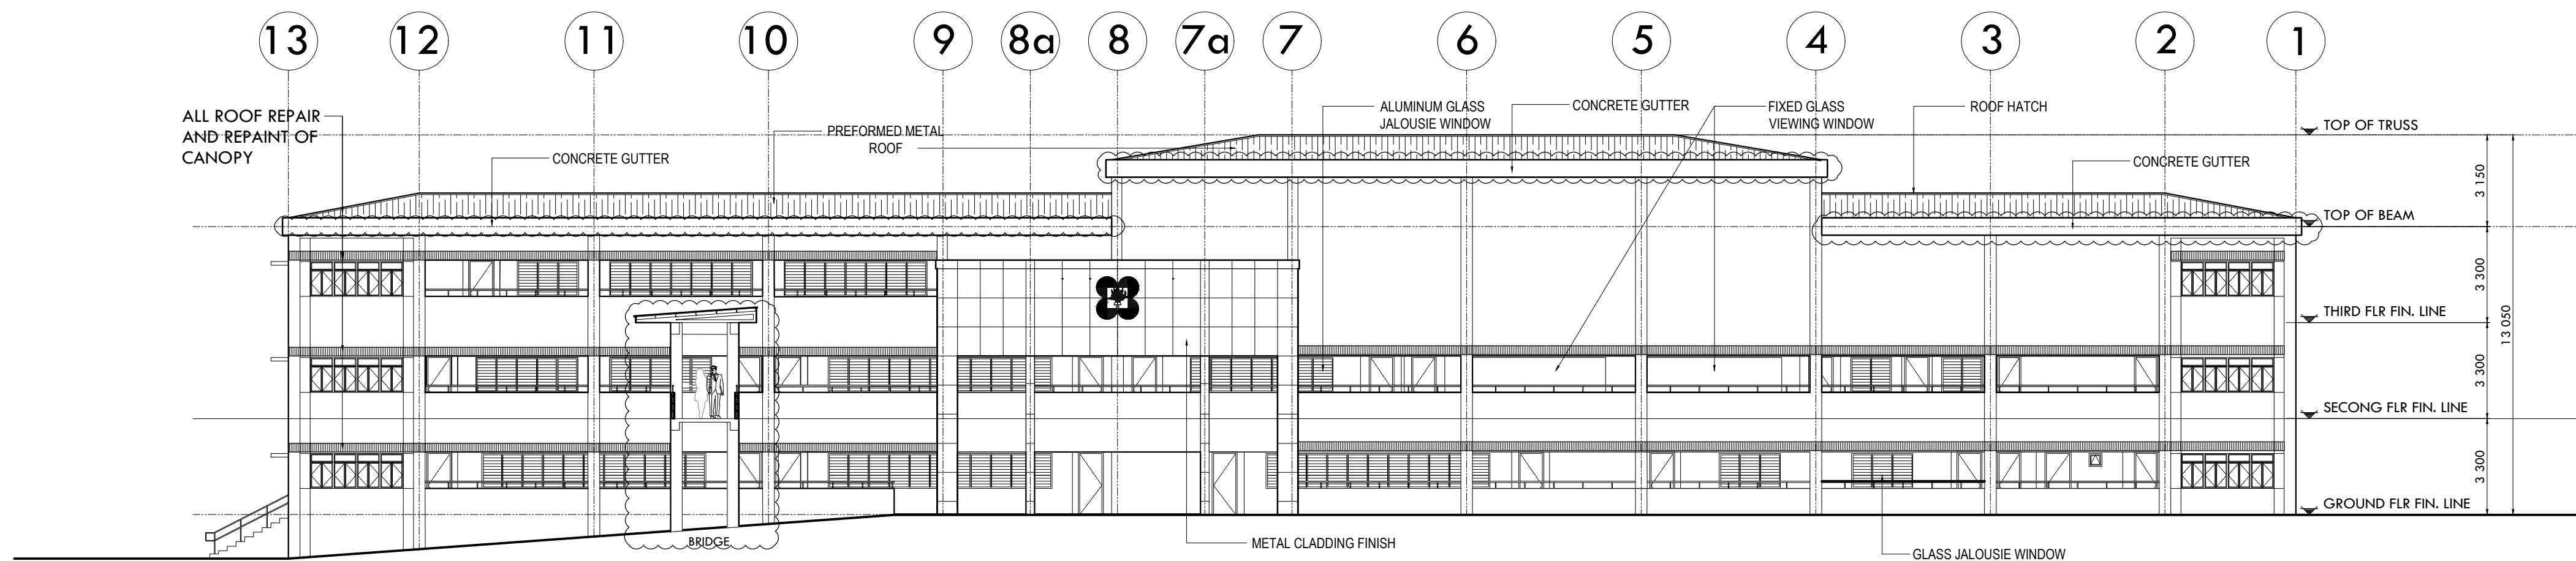 13 12 11 10 9 8a 8 7a 7 6 5 4 3 2 1
ALL ROOF REPAIR
AND REPAINT OF
CANOPY
CONCRETE GUTTER
PREFORMED METAL
ROOF
ALUMINUM GLASS
JALOUSIE WINDOW
CONCRETE GUTTER
FIXED GLASS
VIEWING WINDOW
ROOF HATCH
CONCRETE GUTTER
TOP OF TRUSS
3 150
TOP OF BEAM
3 300
THIRD FLR FIN. LINE
13 050
3 300
SECONG FLR FIN. LINE
3 300
GROUND FLR FIN. LINE
BRIDGE
METAL CLADDING FINISH
GLASS JALOUSIE WINDOW